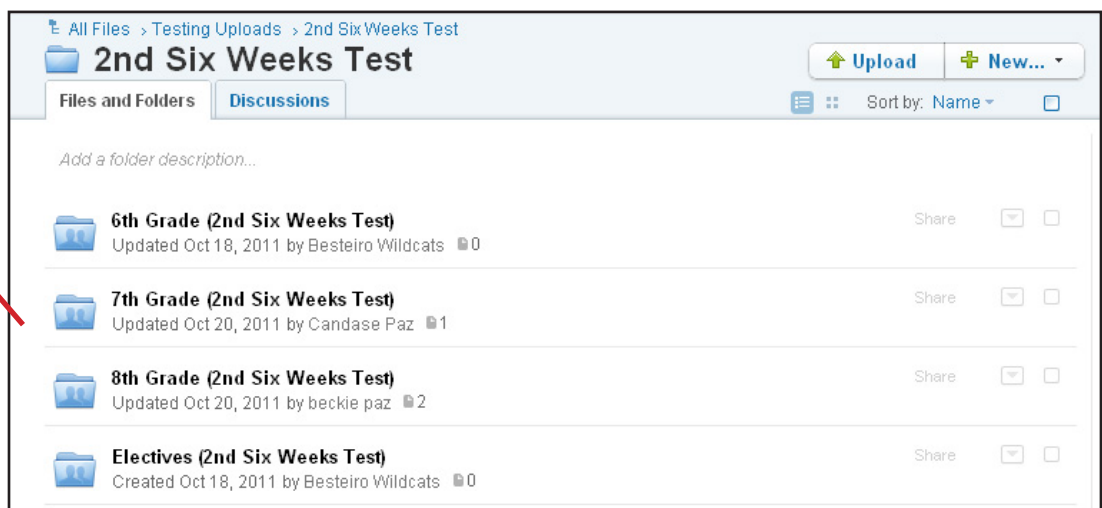 All Files › Testing Uploads › 2nd Six Weeks Test
2nd Six Weeks Test
Upload New...
Files and Folders Discussions
Sort by: Name
Add a folder description...
6th Grade (2nd Six Weeks Test)
Share
Updated Oct 18, 2011 by Besteiro Wildcats 0
7th Grade (2nd Six Weeks Test)
Share
Updated Oct 20, 2011 by Candase Paz 1
8th Grade (2nd Six Weeks Test)
Share
Updated Oct 20, 2011 by beckie paz 2
Electives (2nd Six Weeks Test)
Share
Created Oct 18, 2011 by Besteiro Wildcats 0